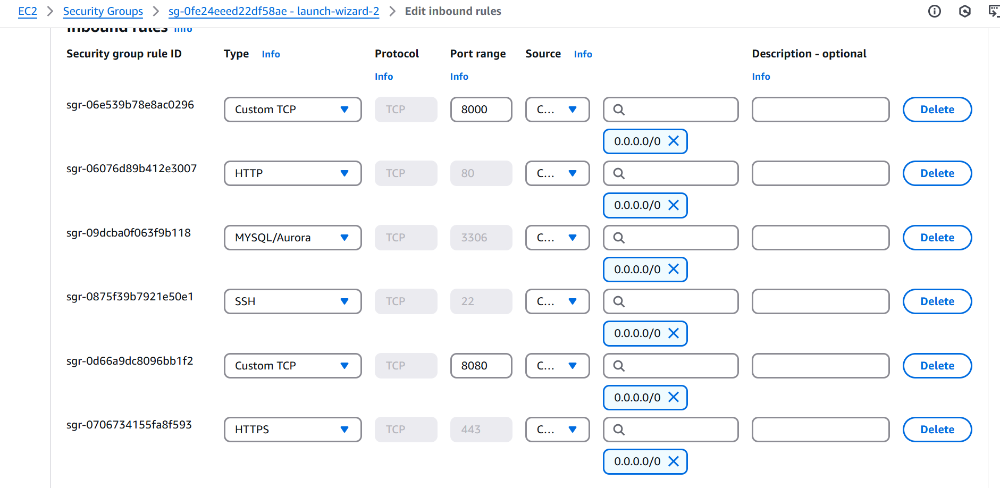 EC2 > Security Groups > sg-0fe24eeed22df58ae - launch-wizard-2 > Edit inbound rules
Inbound rules Info
Security group rule ID Type Info Protocol Info Port range Info Source Info Description - optional Info
sgr-06e539b78e8ac0296 Custom TCP TCP 8000 C... Delete
0.0.0.0/0
sgr-06076d89b412e3007 HTTP TCP 80 C... Delete
0.0.0.0/0
sgr-09dcba0f063f9b118 MYSQL/Aurora TCP 3306 C... Delete
0.0.0.0/0
sgr-0875f39b7921e50e1 SSH TCP 22 C... Delete
0.0.0.0/0
sgr-0d66a9dc8096bb1f2 Custom TCP TCP 8080 C... Delete
0.0.0.0/0
sgr-0706734155fa8f593 HTTPS TCP 443 C... Delete
0.0.0.0/0